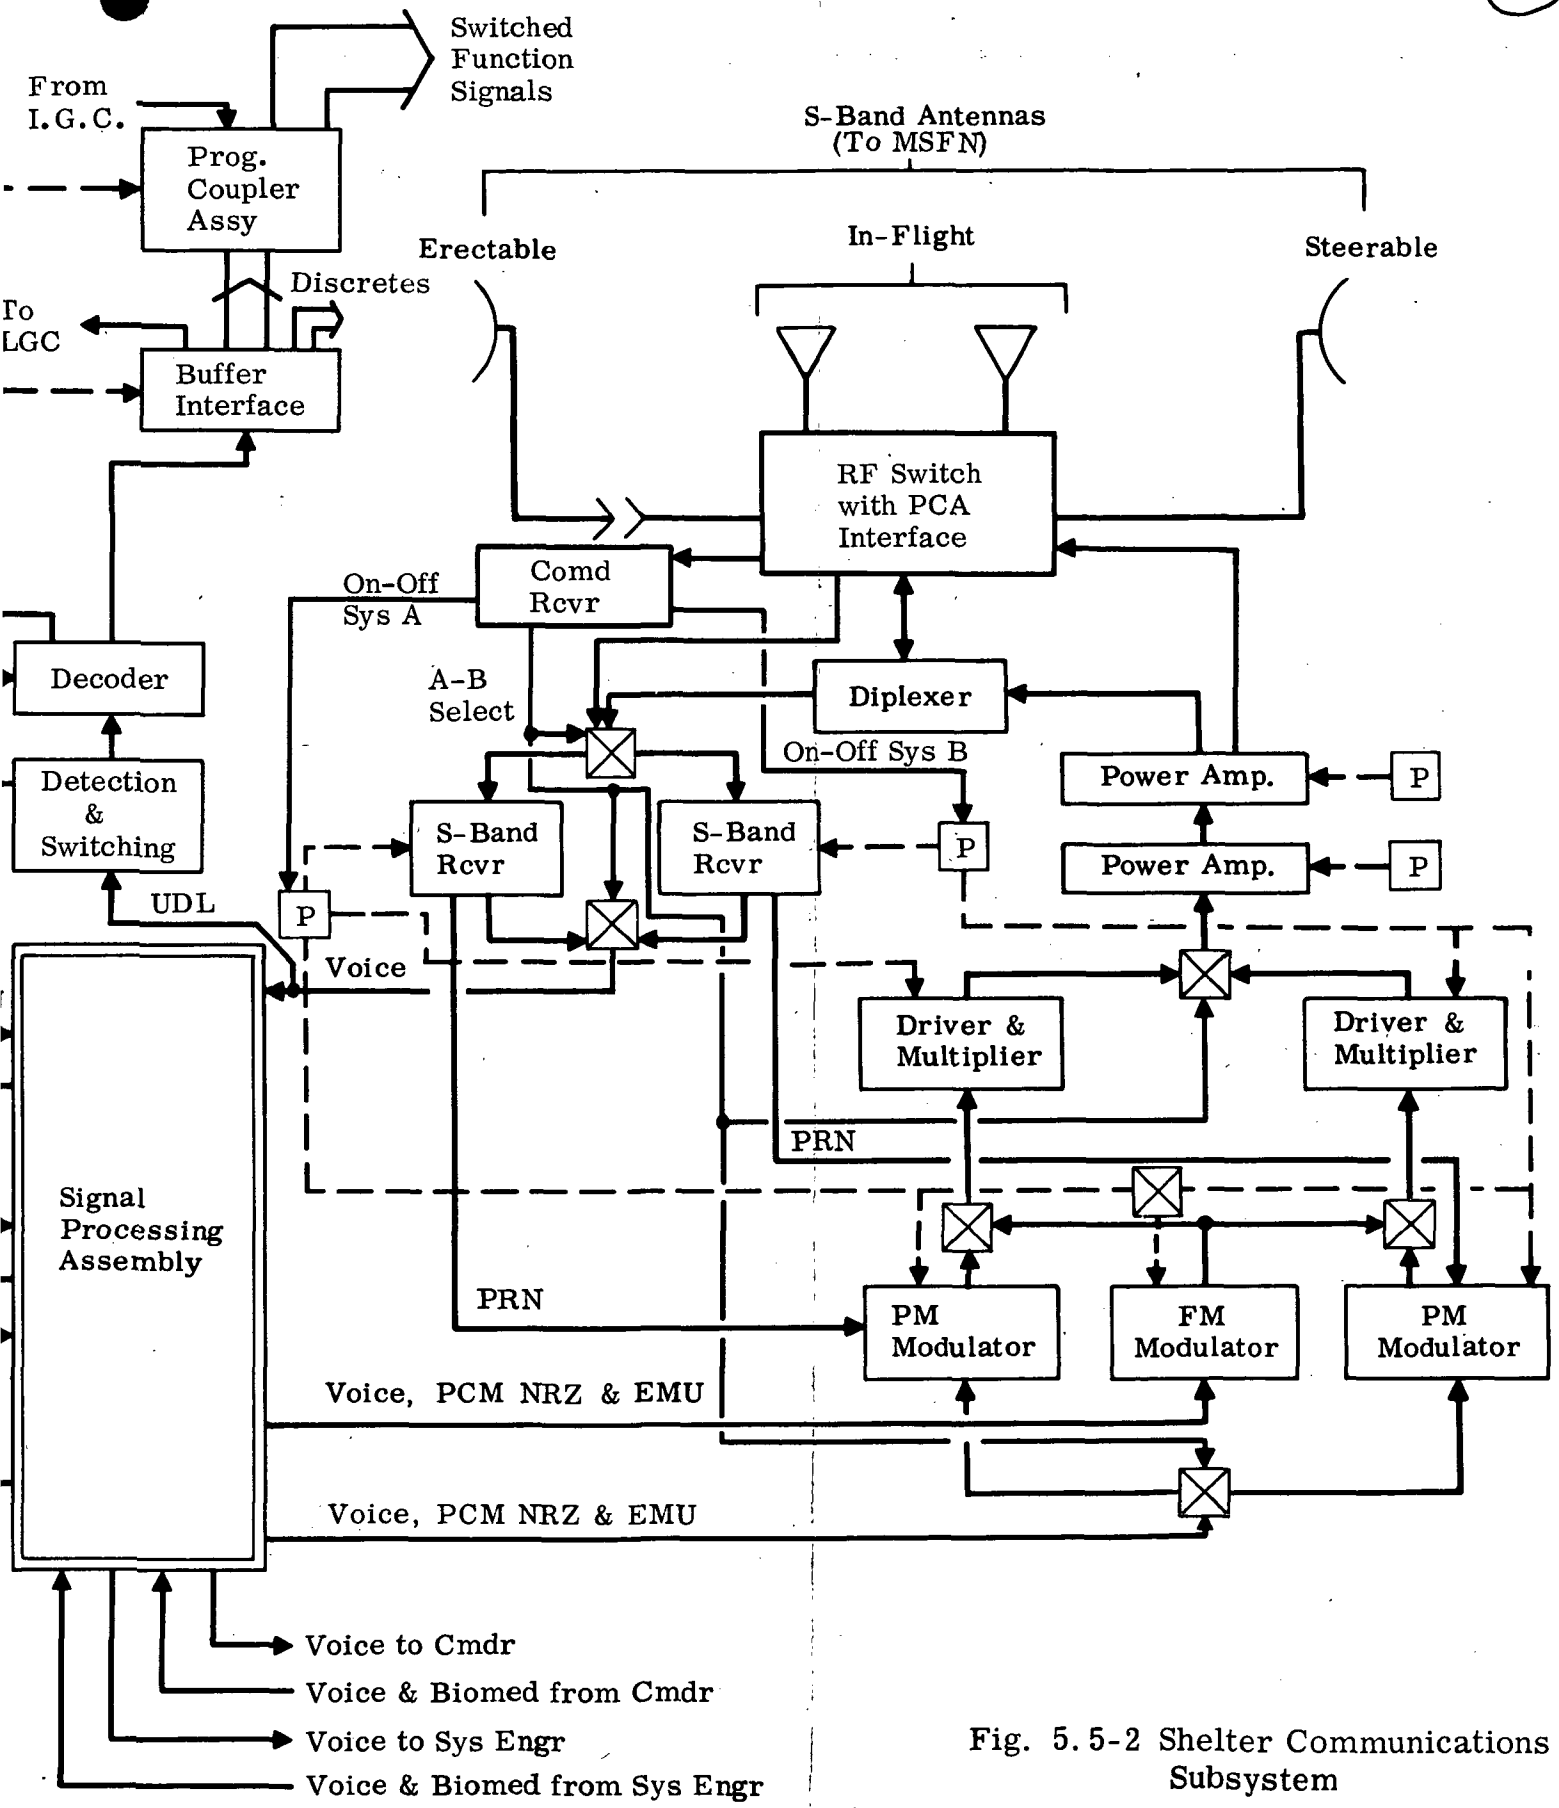 Switched
Function
Signals
From
I.G.C.
Prog.
Coupler
Assy
S-Band Antennas
(To MSFN)
Erectable
In-Flight
Steerable
Discretes
To
LGC
Buffer
Interface
RF Switch
with PCA
Interface
Comd
Rcvr
On-Off
Sys A
Decoder
A-B
Select
Diplexer
On-Off Sys B
Detection
&
Switching
S-Band
Rcvr
S-Band
Rcvr
P
Power Amp.
P
Power Amp.
P
UDL
P
Voice
Driver &
Multiplier
Driver &
Multiplier
PRN
Signal
Processing
Assembly
PRN
PM
Modulator
FM
Modulator
PM
Modulator
Voice, PCM NRZ & EMU
Voice, PCM NRZ & EMU
Voice to Cmdr
Voice & Biomed from Cmdr
Voice to Sys Engr
Voice & Biomed from Sys Engr
Fig. 5.5-2 Shelter Communications
Subsystem